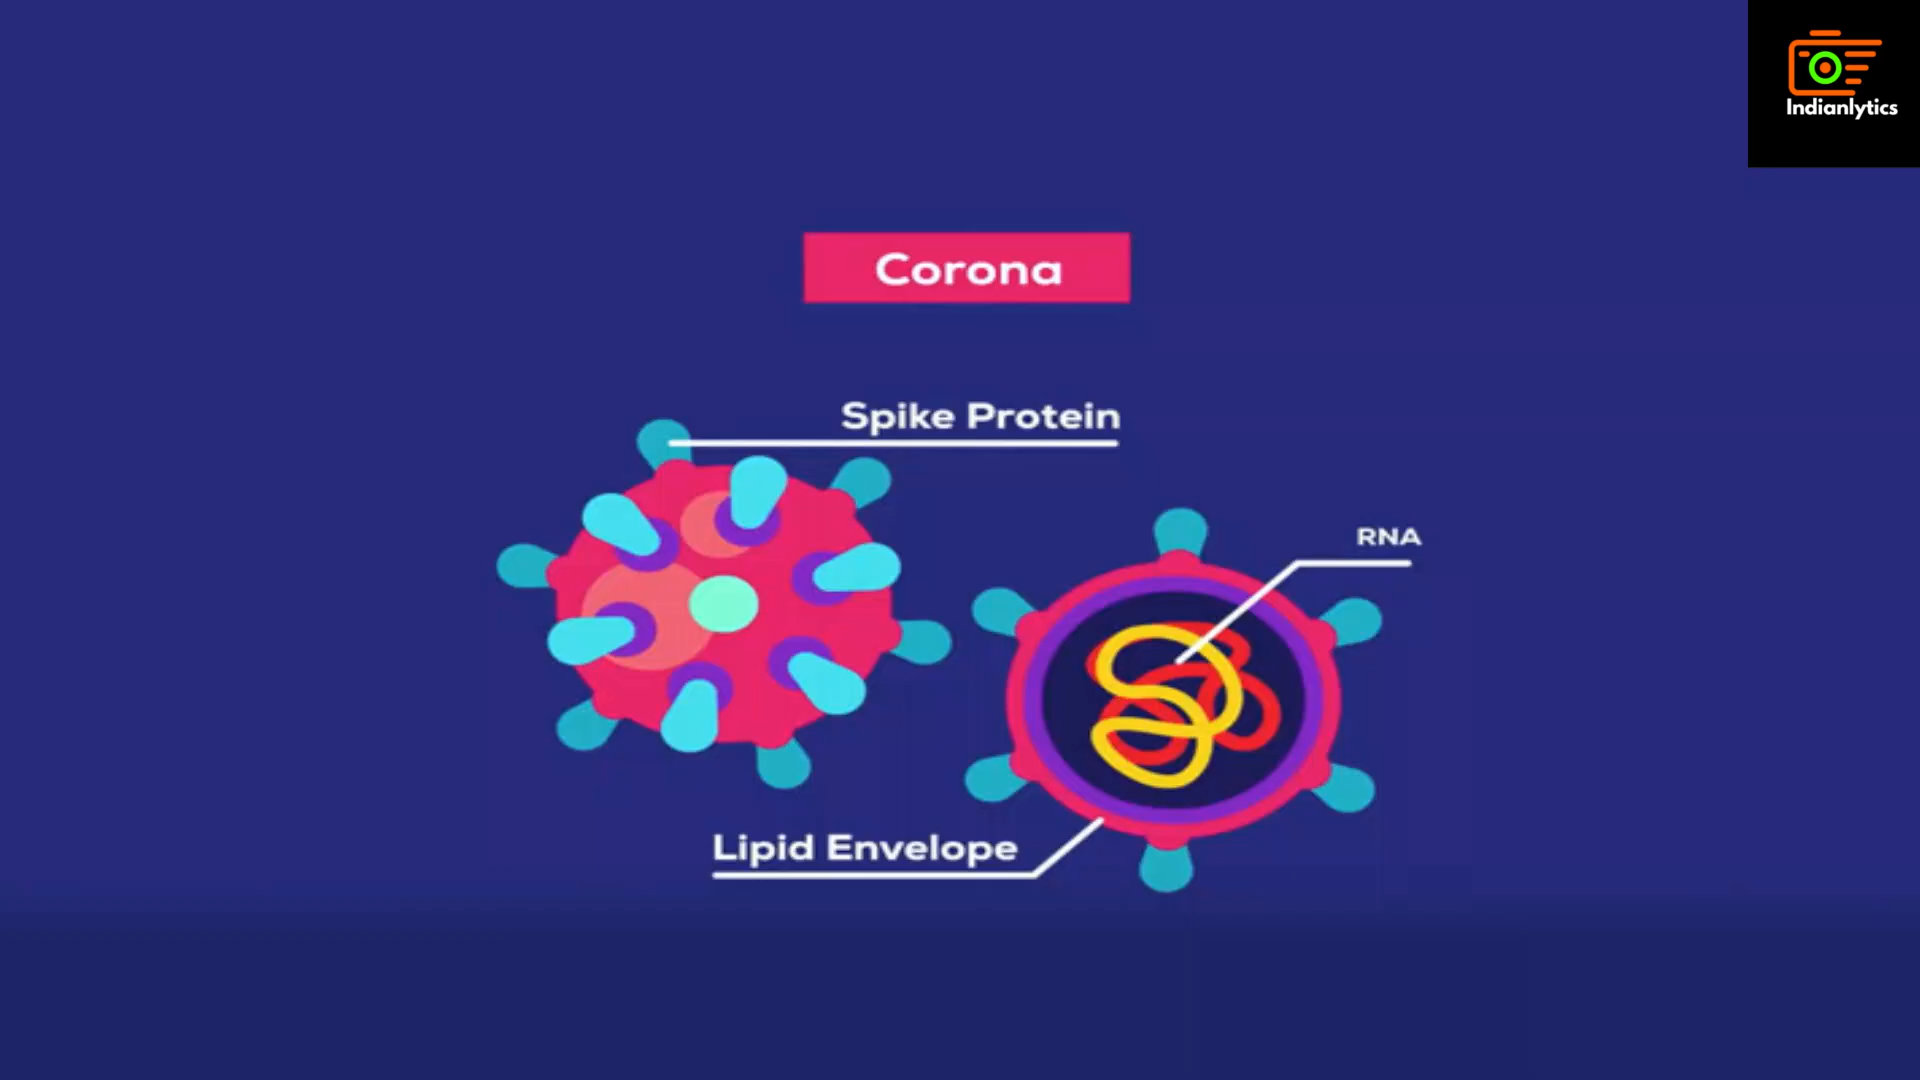 Indianlytics
Corona
Spike Protein
RNA
Lipid Envelope